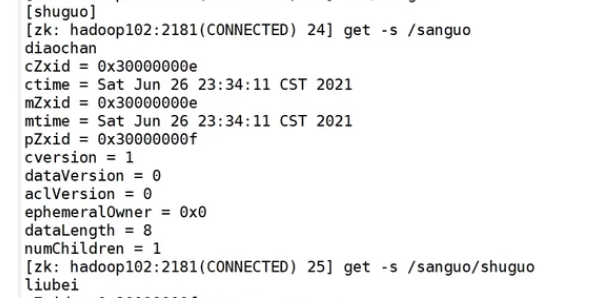 [shuguo]
[zk: hadoop102:2181(CONNECTED) 24] get -s /sanguo
diaochan
cZxid = 0x30000000e
ctime = Sat Jun 26 23:34:11 CST 2021
mZxid = 0x30000000e
mtime = Sat Jun 26 23:34:11 CST 2021
pZxid = 0x30000000f
cversion = 1
dataVersion = 0
aclVersion = 0
ephemeralOwner = 0x0
dataLength = 8
numChildren = 1
[zk: hadoop102:2181(CONNECTED) 25] get -s /sanguo/shuguo
liubei